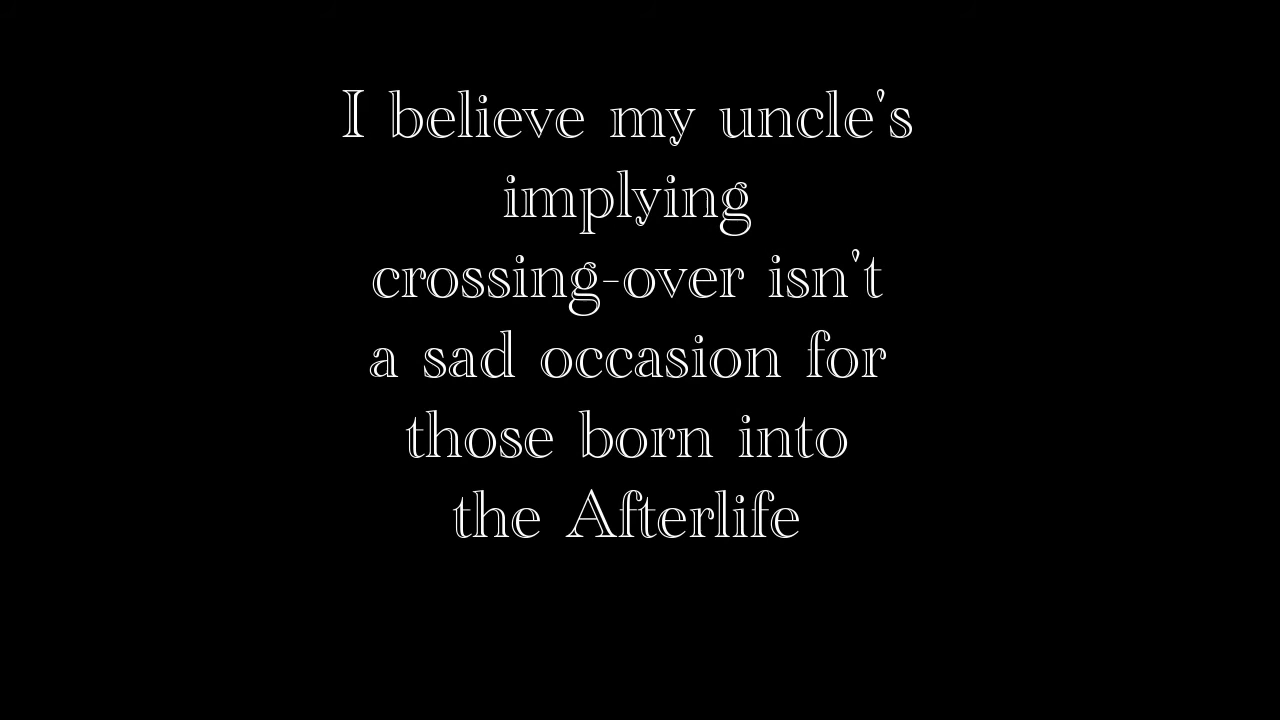 I believe my uncle's
implying
crossing-over isn't
a sad occasion for
those born into
the Afterlife